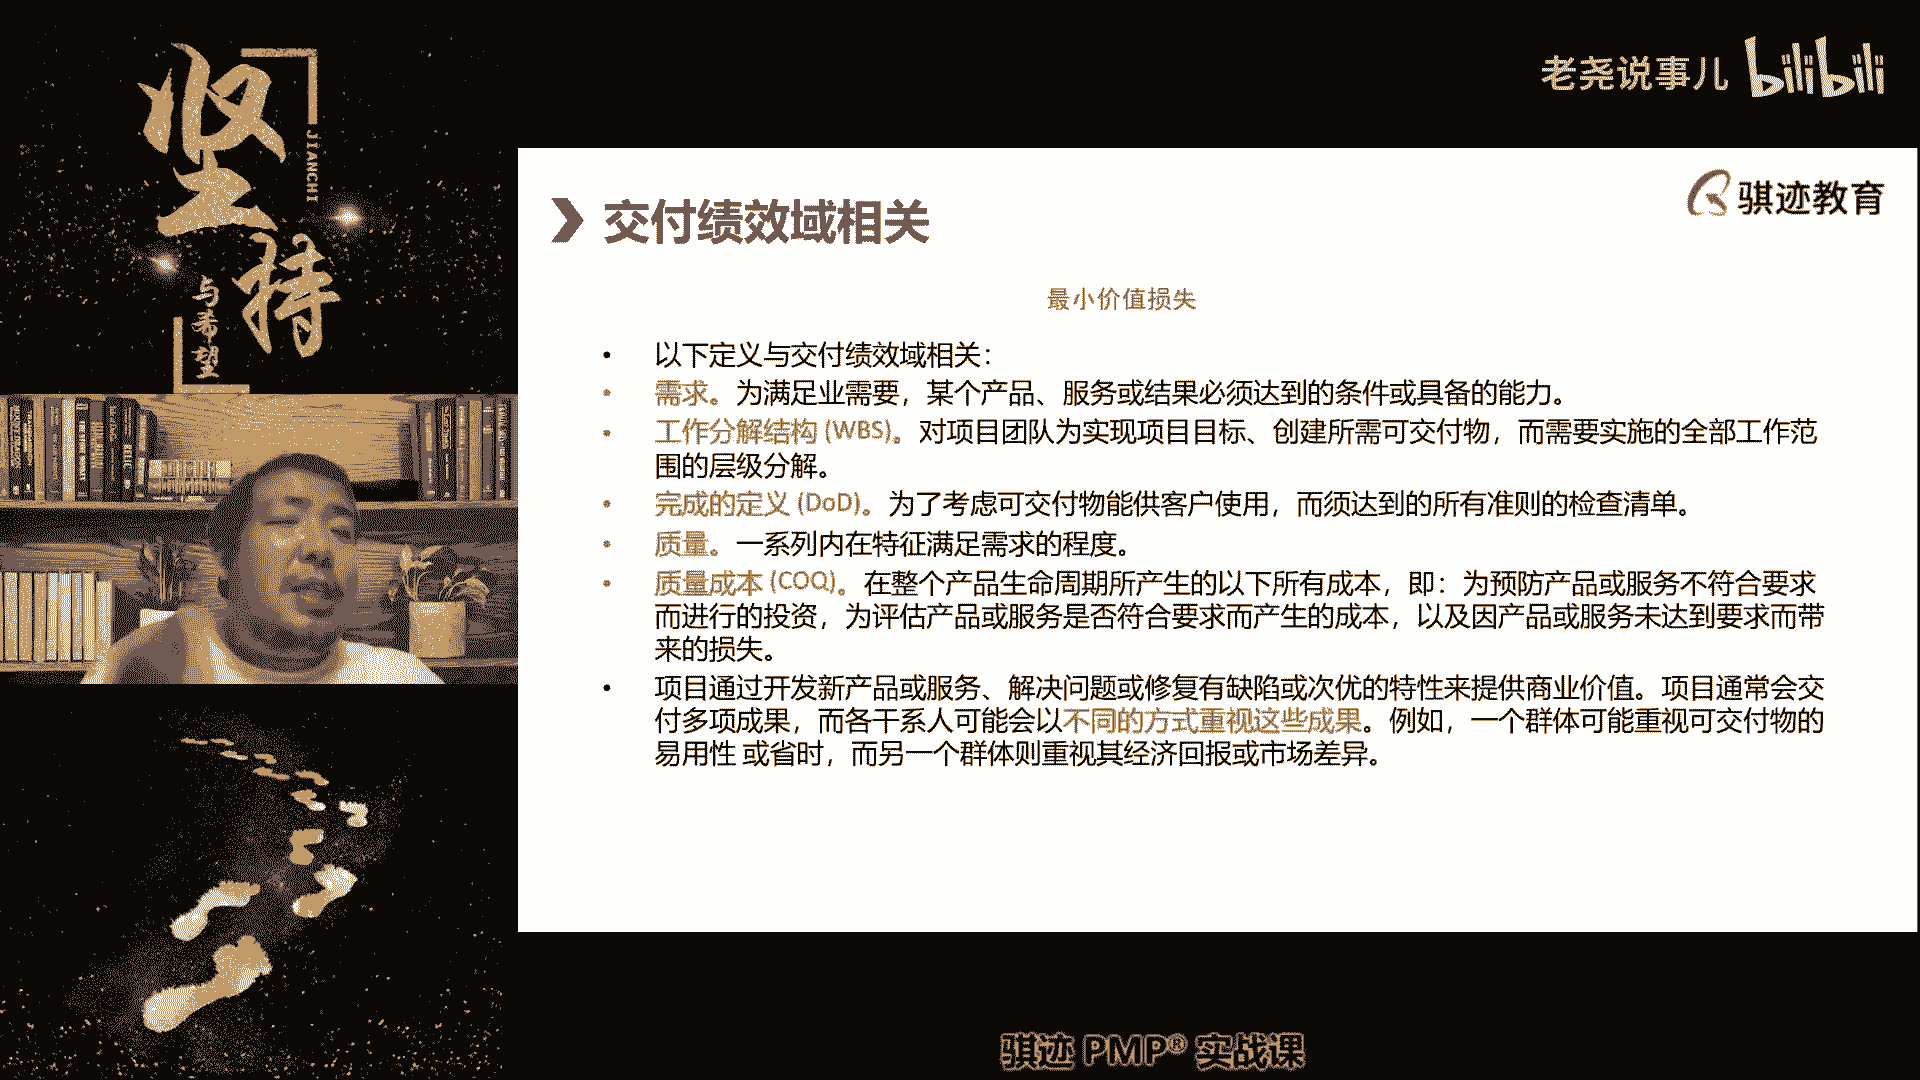 坚持
JIANCHI
与希望
老尧说事儿 bilibili
骐迹教育
交付绩效域相关
最小价值损失
• 以下定义与交付绩效域相关：
• 需求。为满足业需要，某个产品、服务或结果必须达到的条件或具备的能力。
• 工作分解结构 (WBS)。对项目团队为实现项目目标、创建所需可交付物，而需要实施的全部工作范
围的层级分解。
• 完成的定义 (DoD)。为了考虑可交付物能供客户使用，而须达到的所有准则的检查清单。
• 质量。一系列内在特征满足需求的程度。
• 质量成本 (COQ)。在整个产品生命周期所产生的以下所有成本，即：为预防产品或服务不符合要求
而进行的投资，为评估产品或服务是否符合要求而产生的成本，以及因产品或服务未达到要求而带
来的损失。
• 项目通过开发新产品或服务、解决问题或修复有缺陷或次优的特性来提供商业价值。项目通常会交
付多项成果，而各干系人可能会以不同的方式重视这些成果。例如，一个群体可能重视可交付物的
易用性 或省时，而另一个群体则重视其经济回报或市场差异。
骐迹 PMP® 实战课